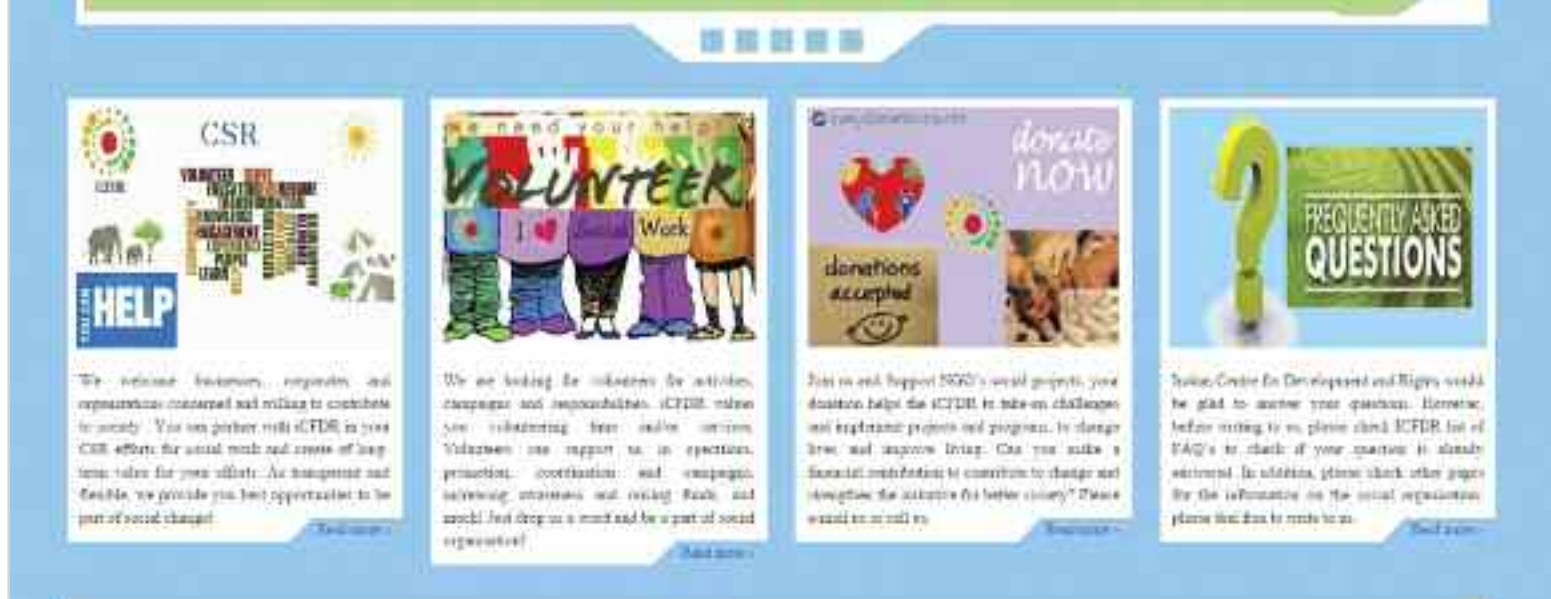 CSR
iCFDR
VOLUNTEER
ENGAGEMENT
PEOPLE
LEARN
YOU CAN
HELP
We welcome businesses, corporates and
organizations concerned and willing to contribute
to society. You can partner with iCFDR in your
CSR efforts for social work and create of long-
term value for your efforts. As transparent and
flexible, we provide you best opportunities to be
part of social change!
Read more
we need your help!
VOLUNTEER
I Social Work
We are looking for volunteers for activities,
campaigns and responsibilities. iCFDR values
you volunteering time and/or services.
Volunteers can support us in operations,
promotion, coordination and campaigns,
increasing awareness and raising funds, and
much! Just drop us a word and be a part of social
organisation!
Read more
donate
NOW
donations
accepted
Join us and Support NGO's social projects, your
donation helps the iCFDR to take-on challenges
and implement projects and programs, to change
lives and improve living. Can you make a
financial contribution to contribute to change and
strengthen the initiative for better society? Please
e-mail us or call us.
Read more
FREQUENTLY ASKED
QUESTIONS
Indian Centre for Development and Rights would
be glad to answer your questions. However,
before writing to us, please check ICFDR list of
FAQ's to check if your question is already
answered. In addition, please check other pages
for the information on the social organisation.
please feel free to write to us.
Read more